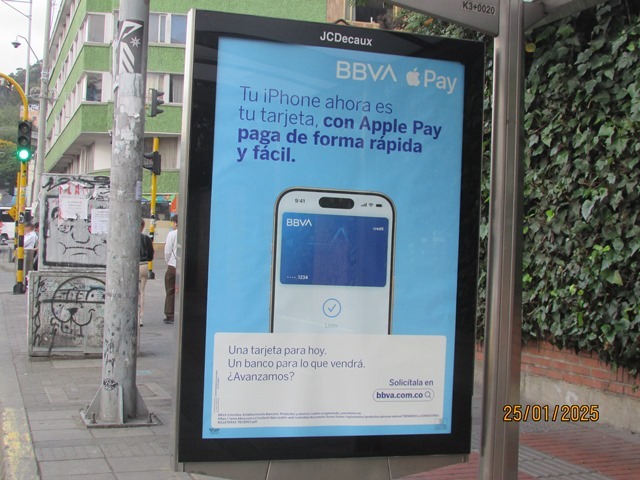 K3+0020
JCDecaux
BBVA Pay
Tu iPhone ahora es
tu tarjeta, con Apple Pay
paga de forma rápida
y fácil.
9:41
BBVA
credit
1234
Una tarjeta para hoy.
Un banco para lo que vendrá.
¿Avanzamos?
Solicítala en
bbva.com.co
25/01/2025